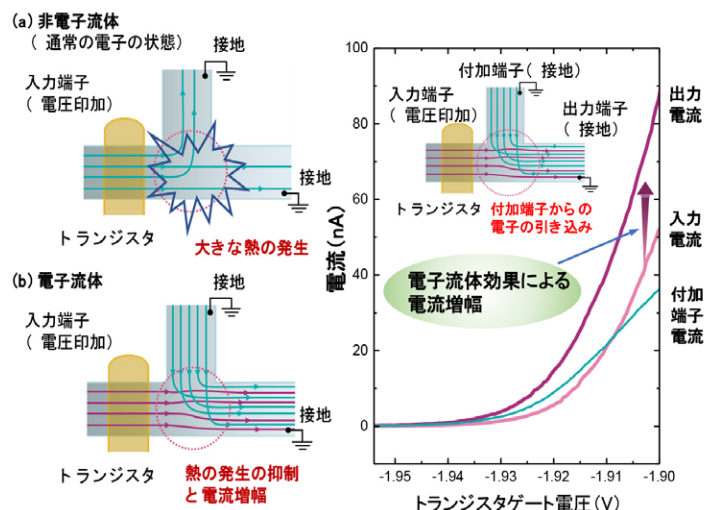 (a) 非電子流体
( 通常の電子の状態)
接地
入力端子
( 電圧印加)
接地
トランジスタ
大きな熱の発生
(b) 電子流体
接地
入力端子
( 電圧印加)
接地
トランジスタ
熱の発生の抑制
と電流増幅
電流(nA)
100
80
60
40
20
0
付加端子( 接地)
入力端子
( 電圧印加)
出力端子
( 接地)
トランジスタ
付加端子からの
電子の引き込み
電子流体効果による
電流増幅
出力
電流
入力
電流
付加
端子
電流
-1.95
-1.94
-1.93
-1.92
-1.91
-1.90
トランジスタゲート電圧(V)